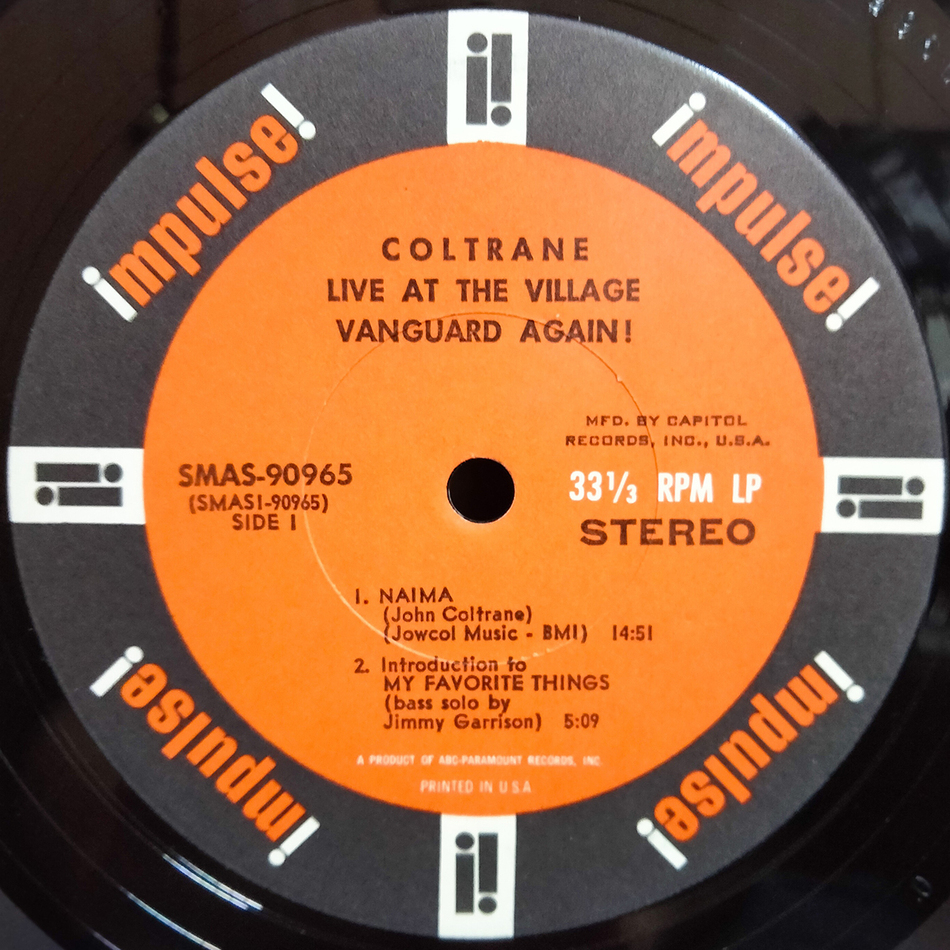 impulse!
impulse!
COLTRANE
LIVE AT THE VILLAGE
VANGUARD AGAIN!
MFD. BY CAPITOL
RECORDS, INC., U.S.A.
SMAS-90965
(SMAS1-90965)
SIDE 1
33 1/3 RPM LP
STEREO
1. NAIMA
(John Coltrane)
(Jowcol Music - BMI) 14:51
2. Introduction to
MY FAVORITE THINGS
(bass solo by
Jimmy Garrison) 5:09
A PRODUCT OF ABC-PARAMOUNT RECORDS, INC.
PRINTED IN U.S.A
impulse!
impulse!